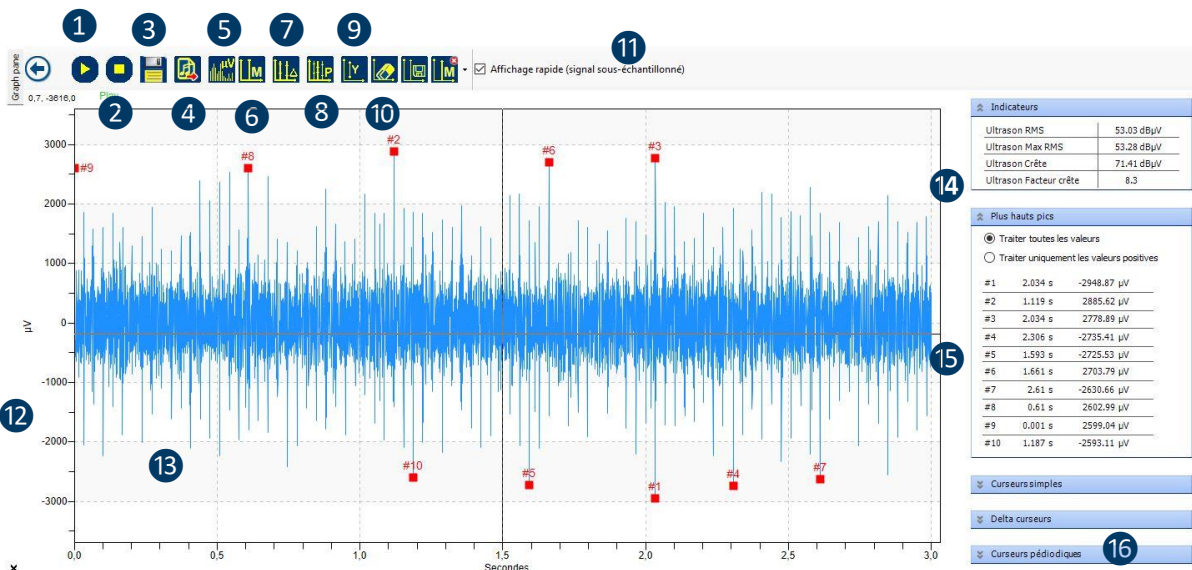 1
3
5
7
9
11
Graph pane
µV
M
P
Y
M
Affichage rapide (signal sous-échantillonné)
0,7, -3616,0
Play
2
4
6
8
10
Indicateurs
Ultrason RMS 53.03 dBµV
Ultrason Max RMS 53.28 dBµV
Ultrason Crête 71.41 dBµV
Ultrason Facteur crête 8.3
14
Plus hauts pics
Traiter toutes les valeurs
Traiter uniquement les valeurs positives
#1 2.034 s -2948.87 µV
#2 1.119 s 2885.62 µV
#3 2.034 s 2778.89 µV
#4 2.306 s -2735.41 µV
#5 1.593 s -2725.53 µV
#6 1.661 s 2703.79 µV
#7 2.61 s -2630.66 µV
#8 0.61 s 2602.99 µV
#9 0.001 s 2599.04 µV
#10 1.187 s -2593.11 µV
15
Curseurs simples
Delta curseurs
Curseurs pédiodiques
16
3000
2000
1000
0
-1000
-2000
-3000
µV
12
13
#9
#8
#2
#6
#3
#10
#5
#1
#4
#7
0,0 0,5 1,0 1,5 2,0 2,5 3,0
Secondes